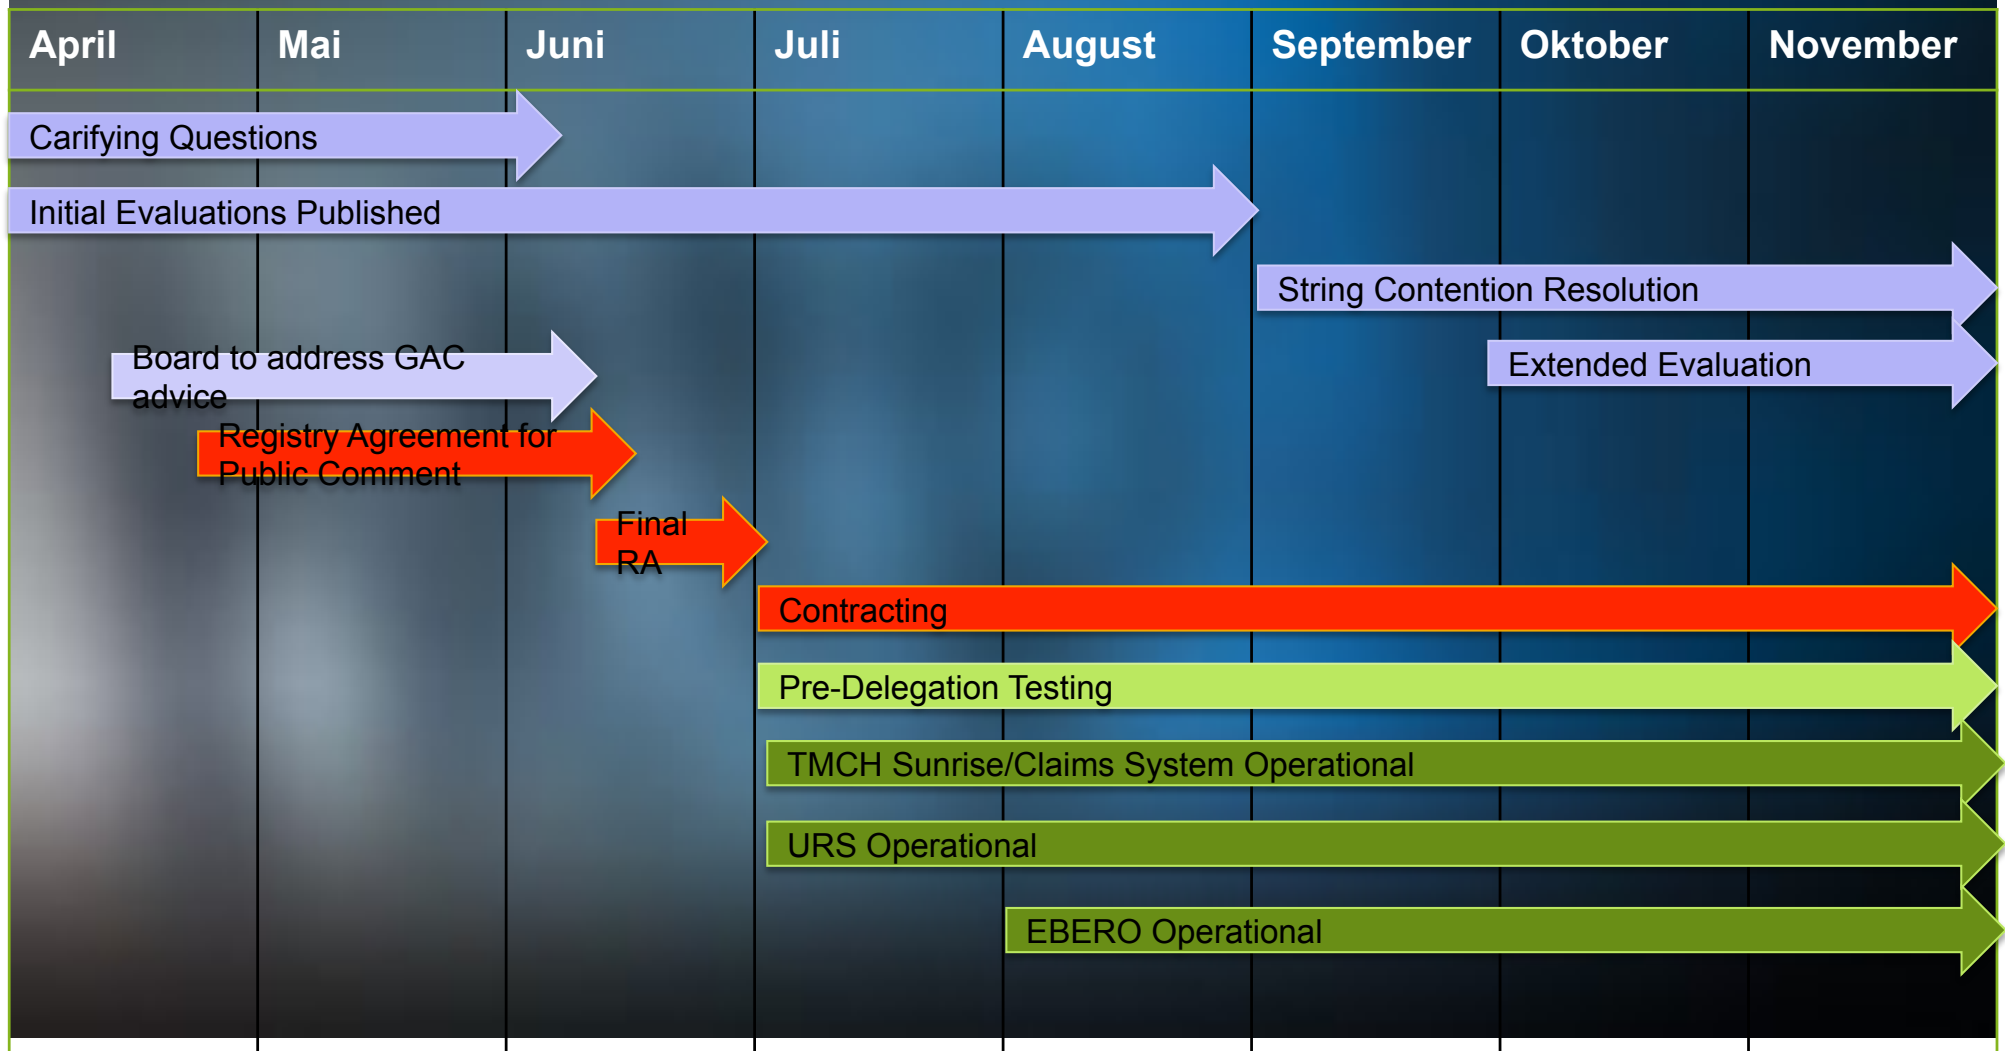 April Mai Juni Juli August September Oktober November
Carifying Questions
Initial Evaluations Published
String Contention Resolution
Board to address GAC
advice
Extended Evaluation
Registry Agreement for
Public Comment
Final
RA
Contracting
Pre-Delegation Testing
TMCH Sunrise/Claims System Operational
URS Operational
EBERO Operational